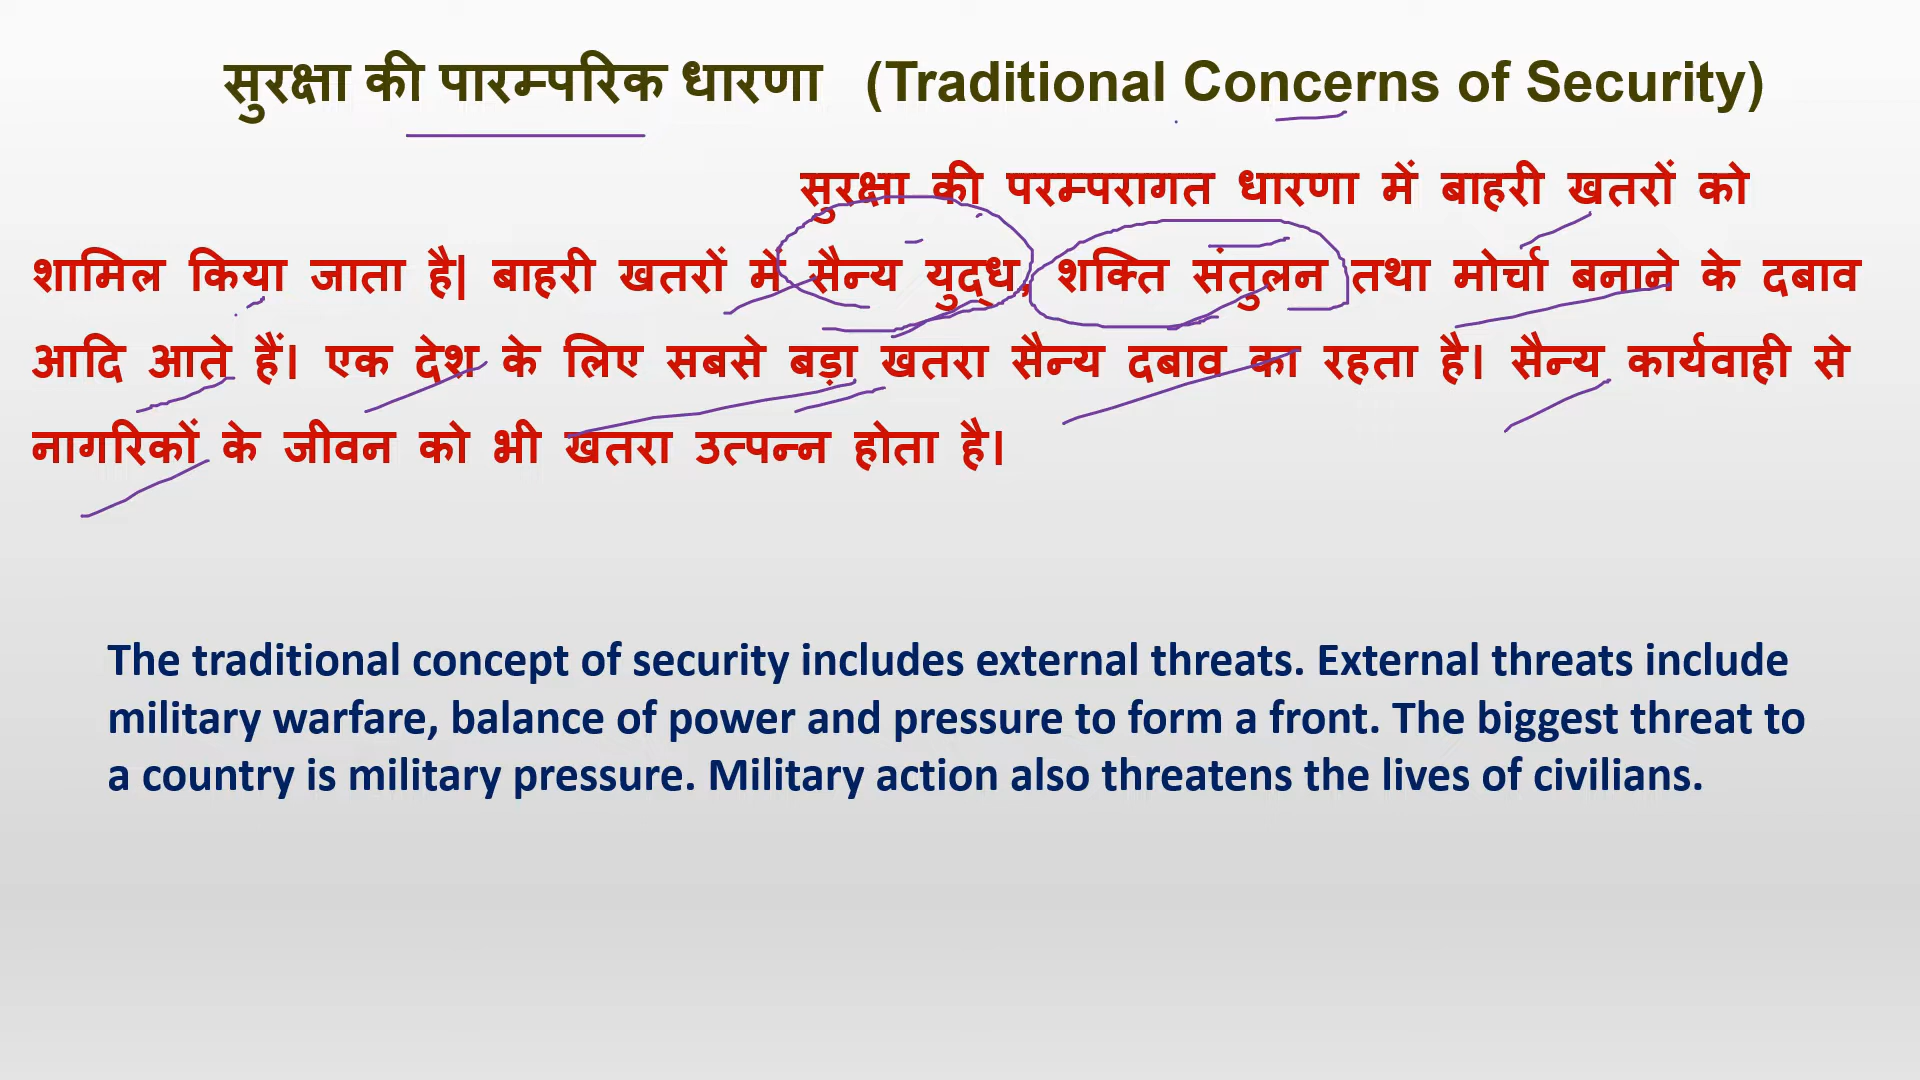 सुरक्षा की पारम्परिक धारणा (Traditional Concerns of Security)
सुरक्षा की परम्परागत धारणा में बाहरी खतरों को
शामिल किया जाता है| बाहरी खतरों में सैन्य युद्ध, शक्ति संतुलन तथा मोर्चा बनाने के दबाव
आदि आते हैं। एक देश के लिए सबसे बड़ा खतरा सैन्य दबाव का रहता है। सैन्य कार्यवाही से
नागरिकों के जीवन को भी खतरा उत्पन्न होता है।
The traditional concept of security includes external threats. External threats include
military warfare, balance of power and pressure to form a front. The biggest threat to
a country is military pressure. Military action also threatens the lives of civilians.